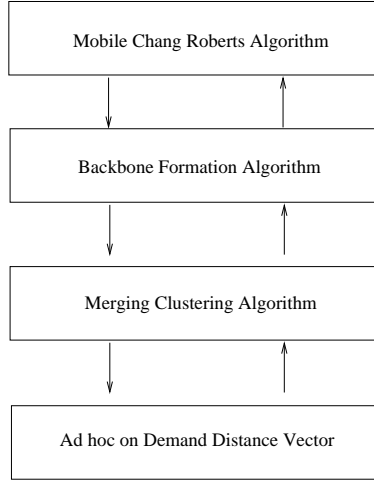 Mobile Chang Roberts Algorithm
Backbone Formation Algorithm
Merging Clustering Algorithm
Ad hoc on Demand Distance Vector